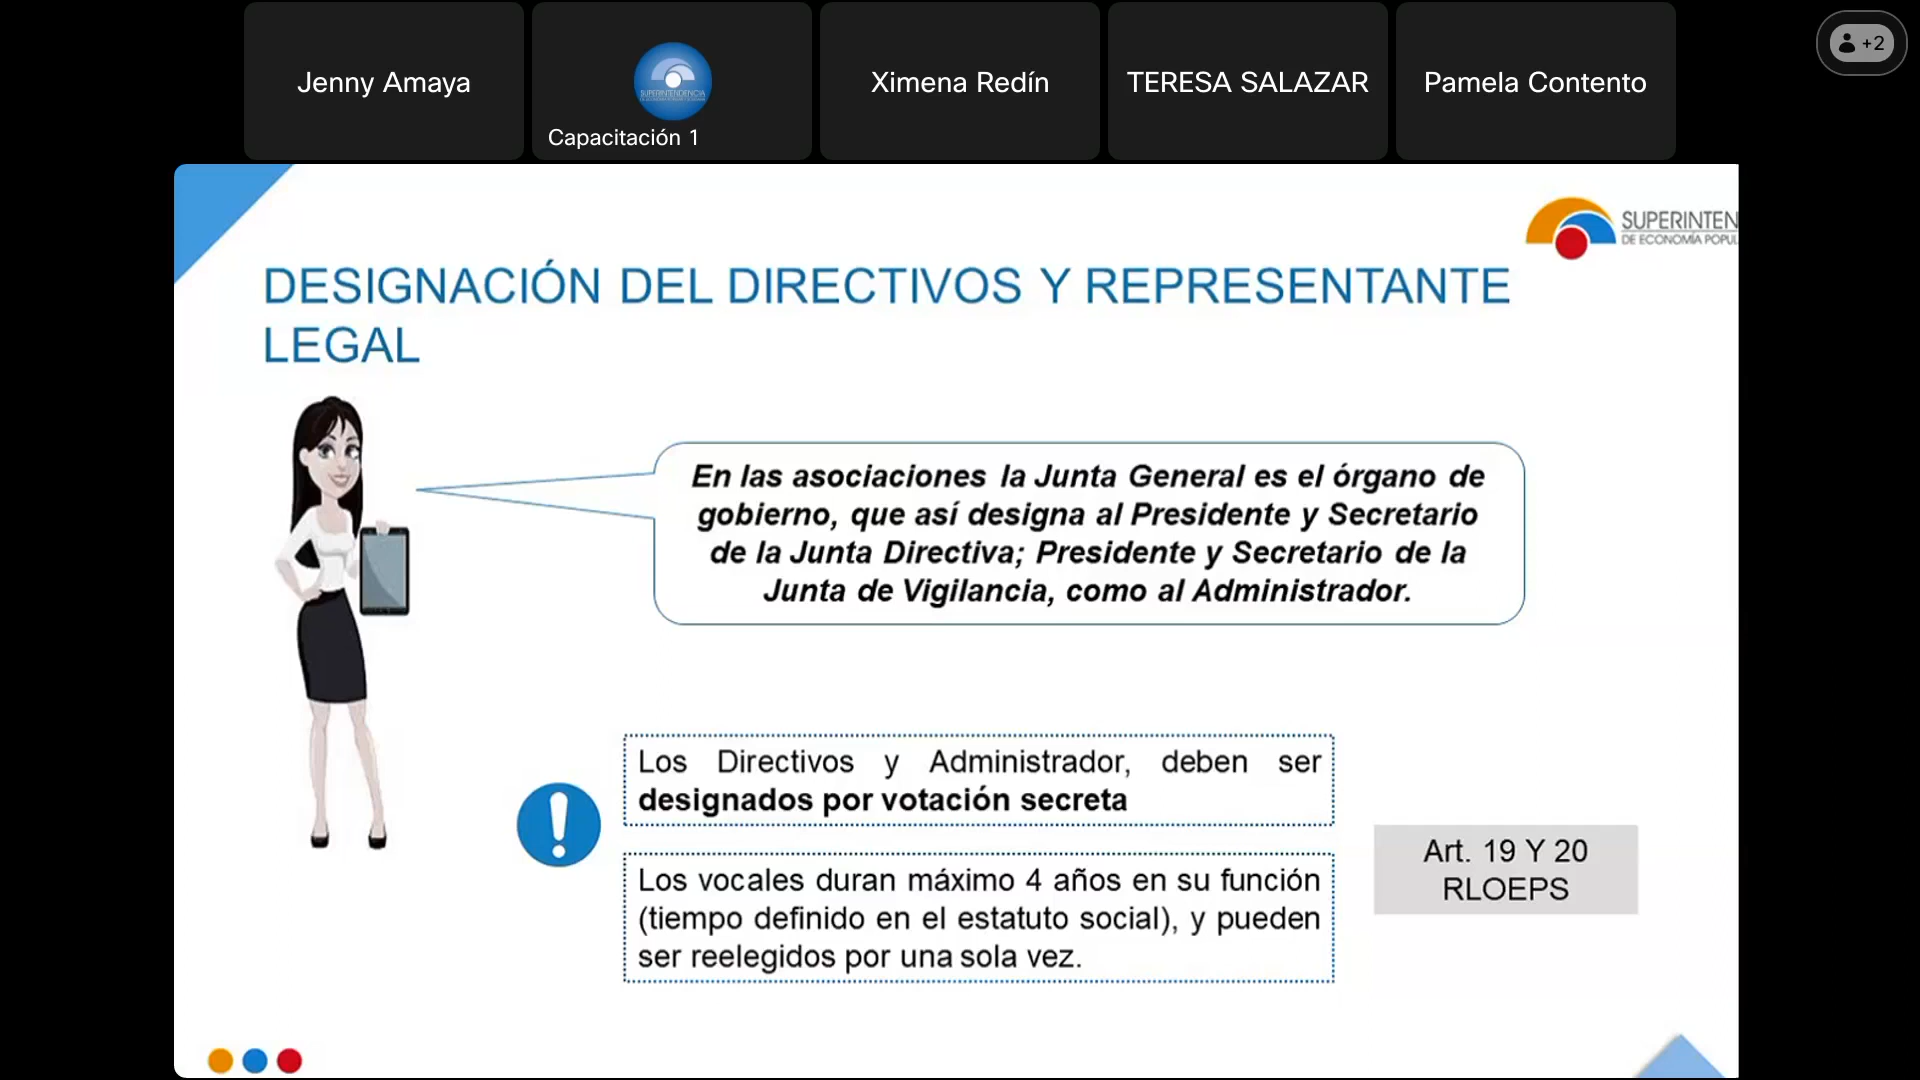 Jenny Amaya
SUPERINTENDENCIA
Capacitación 1
Ximena Redín
TERESA SALAZAR
Pamela Contento
+2
SUPERINTEN
DE ECONOMÍA POPUL
DESIGNACIÓN DEL DIRECTIVOS Y REPRESENTANTE
LEGAL
En las asociaciones la Junta General es el órgano de
gobierno, que así designa al Presidente y Secretario
de la Junta Directiva; Presidente y Secretario de la
Junta de Vigilancia, como al Administrador.
Los Directivos y Administrador, deben ser
designados por votación secreta
Los vocales duran máximo 4 años en su función
(tiempo definido en el estatuto social), y pueden
ser reelegidos por una sola vez.
Art. 19 Y 20
RLOEPS